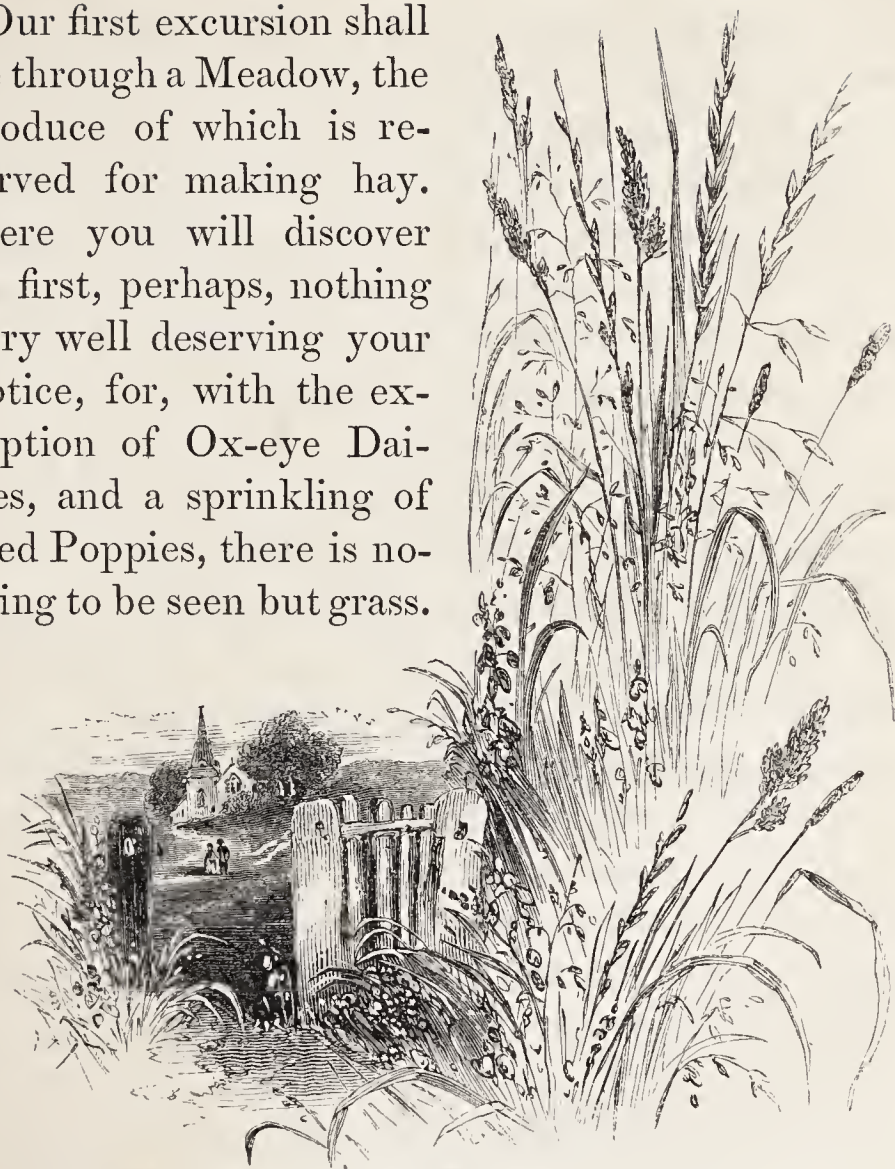 Our first excursion shall
through a Meadow, the
oduce of which is re-
rved for making hay.
ere you will discover
first, perhaps, nothing
ry well deserving your
otice, for, with the ex-
ption of Ox-eye Dai-
es, and a sprinkling of
ed Poppies, there is no-
ing to be seen but grass.